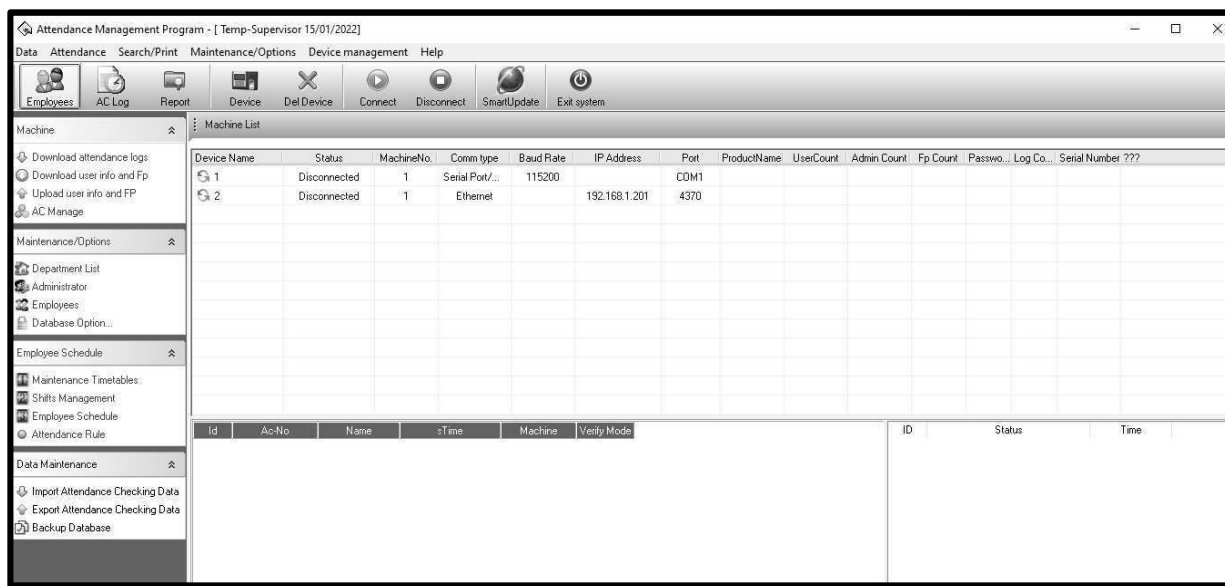 Attendance Management Program - [ Temp-Supervisor 15/01/2022]
Data Attendance Search/Print Maintenance/Options Device management Help
Employees AC Log Report Device Del Device Connect Disconnect SmartUpdate Exit system
Machine
Download attendance logs
Download user info and Fp
Upload user info and FP
AC Manage
Maintenance/Options
Department List
Administrator
Employees
Database Option...
Employee Schedule
Maintenance Timetables
Shifts Management
Employee Schedule
Attendance Rule
Data Maintenance
Import Attendance Checking Data
Export Attendance Checking Data
Backup Database
Machine List
Device Name Status MachineNo. Comm type Baud Rate IP Address Port ProductName UserCount Admin Count Fp Count Passwo... Log Co... Serial Number ???
1 Disconnected 1 Serial Port/... 115200 COM1
2 Disconnected 1 Ethernet 192.168.1.201 4370
Id Ac-No Name sTime Machine Verify Mode
ID Status Time